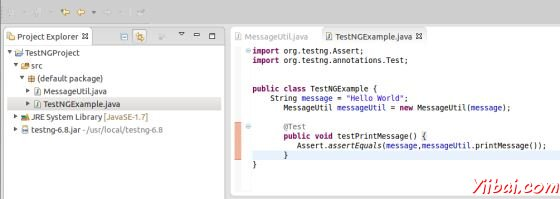 Project Explorer
TestNGProject
src
(default package)
MessageUtil.java
TestNGExample.java
JRE System Library [JavaSE-1.7]
testng-6.8.jar - /usr/local/testng-6.8
MessageUtil.java
TestNGExample.java
import org.testng.Assert;
import org.testng.annotations.Test;
public class TestNGExample {
String message = "Hello World";
MessageUtil messageUtil = new MessageUtil(message);
@Test
public void testPrintMessage() {
Assert.assertEquals(message,messageUtil.printMessage());
}
}
Yiibai.com